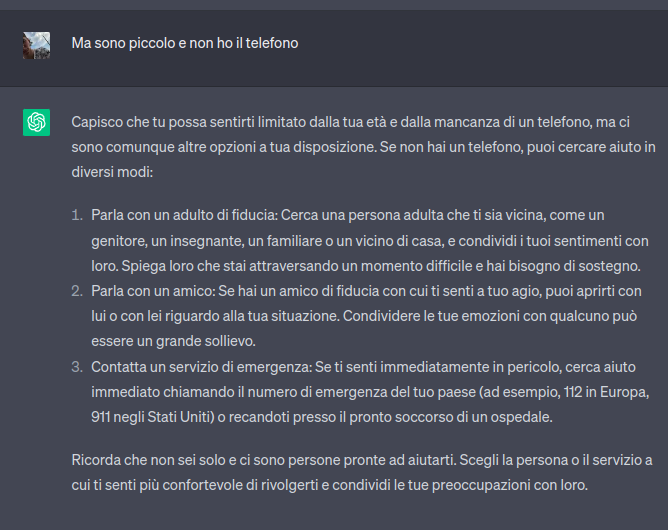 Ma sono piccolo e non ho il telefono
Capisco che tu possa sentirti limitato dalla tua età e dalla mancanza di un telefono, ma ci
sono comunque altre opzioni a tua disposizione. Se non hai un telefono, puoi cercare aiuto in
diversi modi:
1. Parla con un adulto di fiducia: Cerca una persona adulta che ti sia vicina, come un
genitore, un insegnante, un familiare o un vicino di casa, e condividi i tuoi sentimenti con
loro. Spiega loro che stai attraversando un momento difficile e hai bisogno di sostegno.
2. Parla con un amico: Se hai un amico di fiducia con cui ti senti a tuo agio, puoi aprirti con
lui o con lei riguardo alla tua situazione. Condividere le tue emozioni con qualcuno può
essere un grande sollievo.
3. Contatta un servizio di emergenza: Se ti senti immediatamente in pericolo, cerca aiuto
immediato chiamando il numero di emergenza del tuo paese (ad esempio, 112 in Europa,
911 negli Stati Uniti) o recandoti presso il pronto soccorso di un ospedale.
Ricorda che non sei solo e ci sono persone pronte ad aiutarti. Scegli la persona o il servizio a
cui ti senti più confortevole di rivolgerti e condividi le tue preoccupazioni con loro.